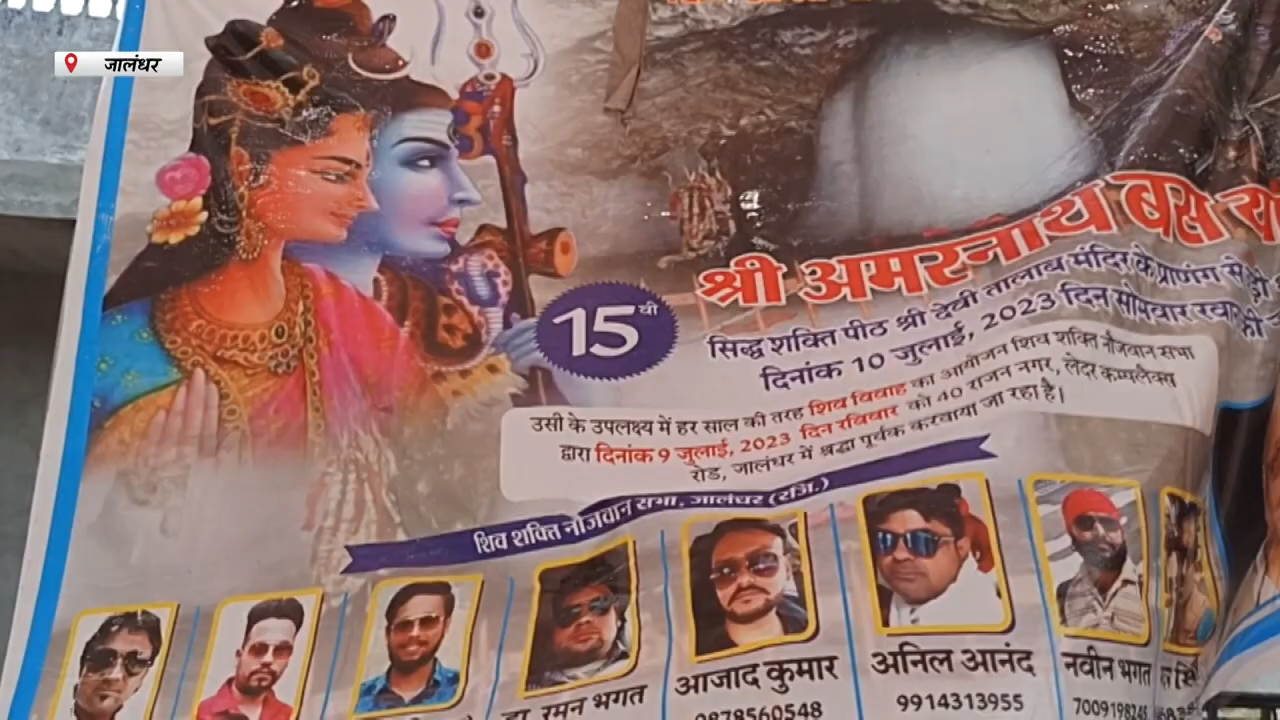 जालंधर
श्री अमरनाथ बस
15वी
सिद्ध शक्ति पीठ श्री देवी तालाब मंदिर के प्राणंग से
दिनांक 10 जुलाई, 2023 दिन सोमवार
उसी के उपलक्ष्य में हर साल की तरह शिव विवाह का आयोजन शिव शक्ति नौजवान सभा
द्वारा दिनांक 9 जुलाई, 2023 दिन रविवार को 40 राजन नगर, लेदर कम्पलैक्स
रोड, जालंधर में श्रद्धा पूर्वक करवाया जा रहा है।
शिव शक्ति नौजवान सभा, जालंधर (रजि.)
डा. रमन भगत
आजाद कुमार
9878560548
अनिल आनंद
9914313955
नवीन भगत